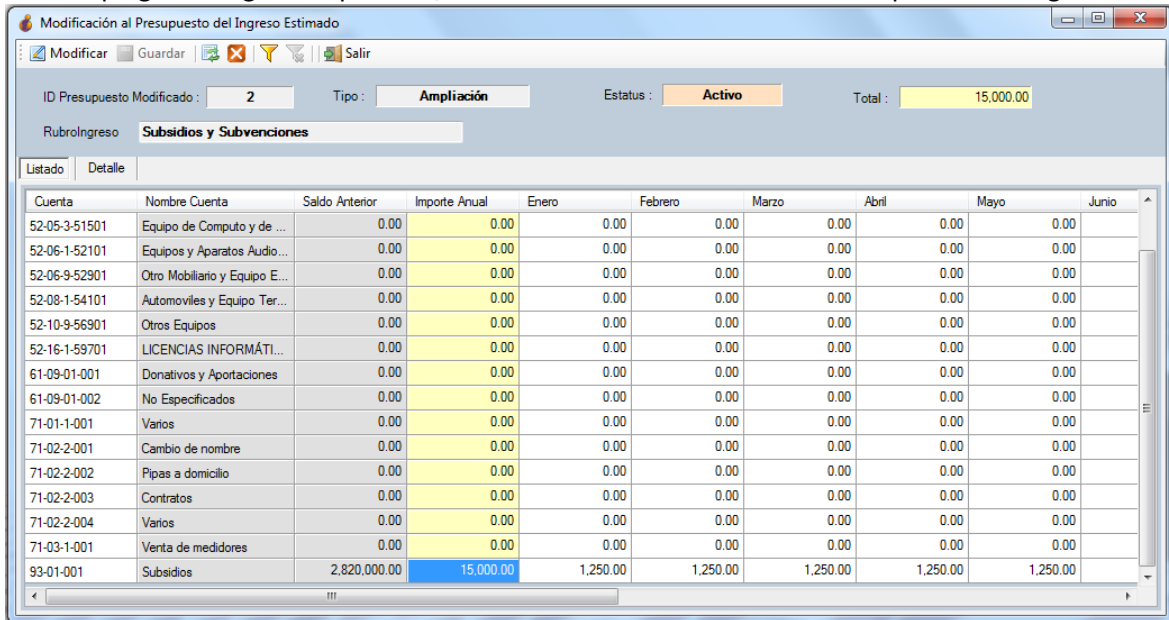 Modificación al Presupuesto del Ingreso Estimado
Modificar Guardar Salir
ID Presupuesto Modificado : 2 Tipo : Ampliación Estatus : Activo Total : 15,000.00
RubroIngreso Subsidios y Subvenciones
Listado Detalle
Cuenta Nombre Cuenta Saldo Anterior Importe Anual Enero Febrero Marzo Abril Mayo Junio
52-05-3-51501 Equipo de Computo y de ... 0.00 0.00 0.00 0.00 0.00 0.00 0.00
52-06-1-52101 Equipos y Aparatos Audio... 0.00 0.00 0.00 0.00 0.00 0.00 0.00
52-06-9-52901 Otro Mobiliario y Equipo E... 0.00 0.00 0.00 0.00 0.00 0.00 0.00
52-08-1-54101 Automoviles y Equipo Ter... 0.00 0.00 0.00 0.00 0.00 0.00 0.00
52-10-9-56901 Otros Equipos 0.00 0.00 0.00 0.00 0.00 0.00 0.00
52-16-1-59701 LICENCIAS INFORMÁTI... 0.00 0.00 0.00 0.00 0.00 0.00 0.00
61-09-01-001 Donativos y Aportaciones 0.00 0.00 0.00 0.00 0.00 0.00 0.00
61-09-01-002 No Especificados 0.00 0.00 0.00 0.00 0.00 0.00 0.00
71-01-1-001 Varios 0.00 0.00 0.00 0.00 0.00 0.00 0.00
71-02-2-001 Cambio de nombre 0.00 0.00 0.00 0.00 0.00 0.00 0.00
71-02-2-002 Pipas a domicilio 0.00 0.00 0.00 0.00 0.00 0.00 0.00
71-02-2-003 Contratos 0.00 0.00 0.00 0.00 0.00 0.00 0.00
71-02-2-004 Varios 0.00 0.00 0.00 0.00 0.00 0.00 0.00
71-03-1-001 Venta de medidores 0.00 0.00 0.00 0.00 0.00 0.00 0.00
93-01-001 Subsidios 2,820,000.00 15,000.00 1,250.00 1,250.00 1,250.00 1,250.00 1,250.00